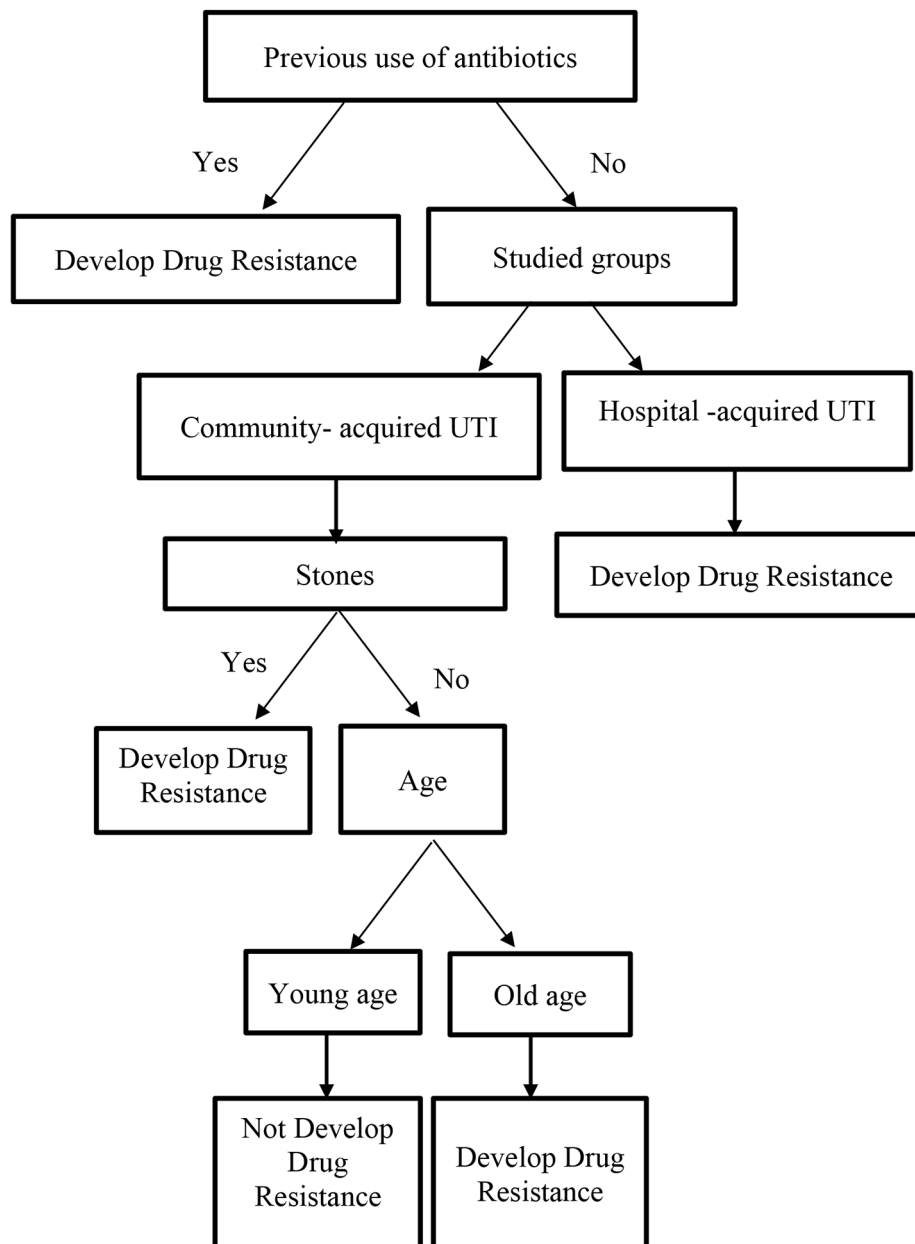 Previous use of antibiotics
Yes
No
Develop Drug Resistance
Studied groups
Community- acquired UTI
Hospital -acquired UTI
Stones
Develop Drug Resistance
Yes
No
Develop Drug
Resistance
Age
Young age
Old age
Not Develop
Drug
Resistance
Develop Drug
Resistance